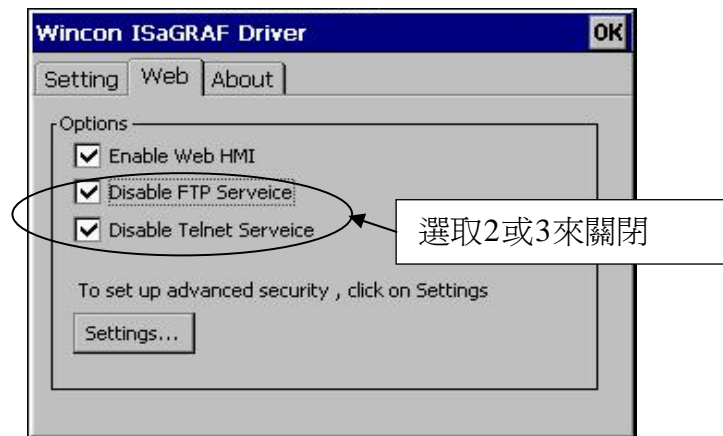 Wincon ISaGRAF Driver OK
Setting Web About
Options
Enable Web HMI
Disable FTP Serveice
Disable Telnet Serveice
選取2或3來關閉
To set up advanced security , click on Settings
Settings...